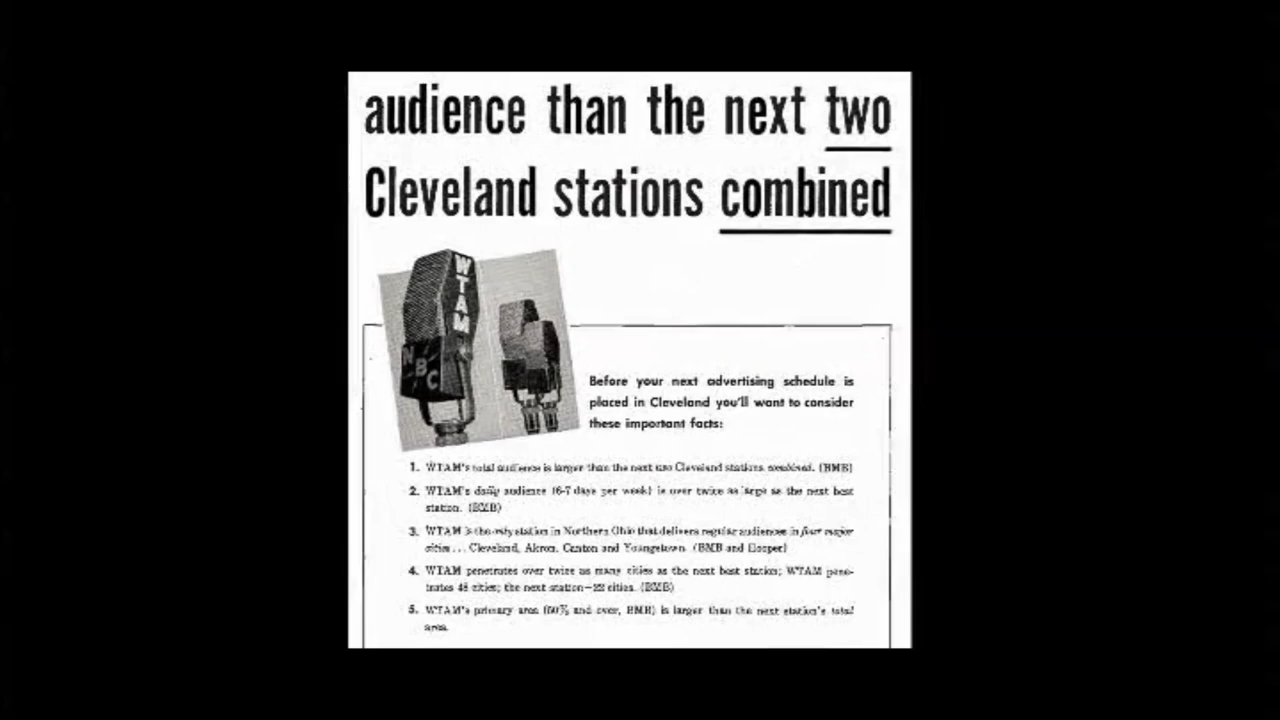 audience than the next two
Cleveland stations combined
WTAM
NBC
Before your next advertising schedule is
placed in Cleveland you'll want to consider
these important facts:
1. WTAM's total audience is larger than the next two Cleveland stations combined. (BMB)
2. WTAM's daily audience (6-7 days per week) is over twice as large as the next best
station. (BMB)
3. WTAM is the only station in Northern Ohio that delivers regular audiences in four major
cities... Cleveland, Akron, Canton and Youngstown. (BMB and Hooper)
4. WTAM penetrates over twice as many cities as the next best station; WTAM pene-
trates 48 cities; the next station—22 cities. (BMB)
5. WTAM's primary area (50% and over, BMB) is larger than the next station's total
area.